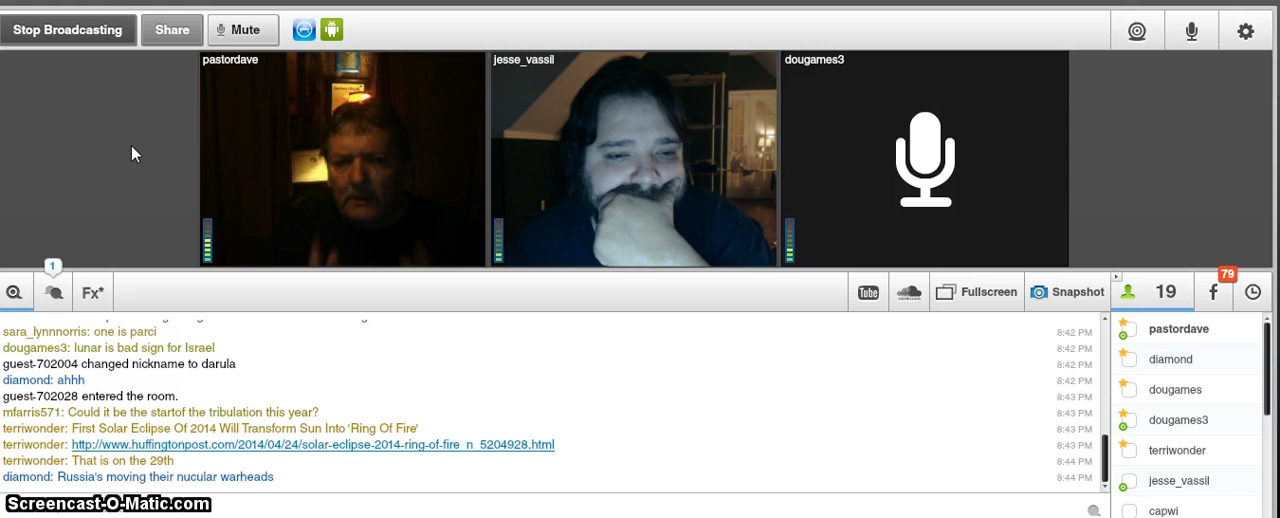 Stop Broadcasting Share Mute
pastordave jesse_vassil dougames3
1 79
Fx* You Tube Fullscreen Snapshot 19 f
sara_lynnnorris: one is parci 8:42 PM
dougames3: lunar is bad sign for Israel 8:42 PM
guest-702004 changed nickname to darula 8:42 PM
diamond: ahhh 8:42 PM
guest-702028 entered the room. 8:43 PM
mfarris571: Could it be the startof the tribulation this year? 8:43 PM
terriwonder: First Solar Eclipse Of 2014 Will Transform Sun Into 'Ring Of Fire' 8:43 PM
terriwonder: http://www.huffingtonpost.com/2014/04/24/solar-eclipse-2014-ring-of-fire_n_5204928.html 8:43 PM
terriwonder: That is on the 29th 8:44 PM
diamond: Russia's moving their nucular warheads 8:44 PM
pastordave
diamond
dougames
dougames3
terriwonder
jesse_vassil
capwi
Screencast-O-Matic.com